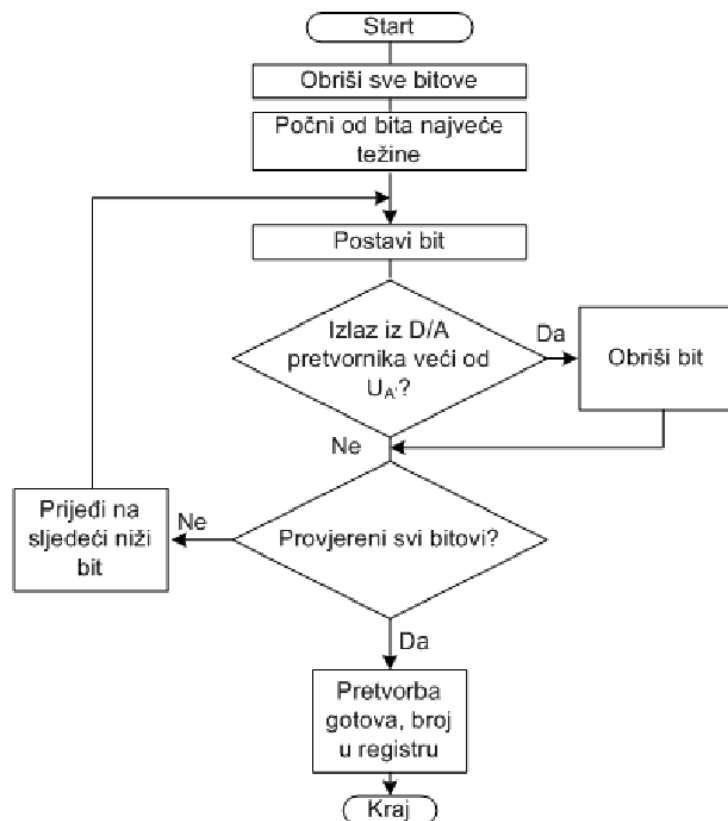 Start
Obriši sve bitove
Počni od bita najveće
težine
Postavi bit
Izlaz iz D/A
pretvornika veći od
U_A'?
Da
Obriši bit
Ne
Prijeđi na
sljedeći niži
bit
Ne
Provjereni svi bitovi?
Da
Pretvorba
gotova, broj
u registru
Kraj